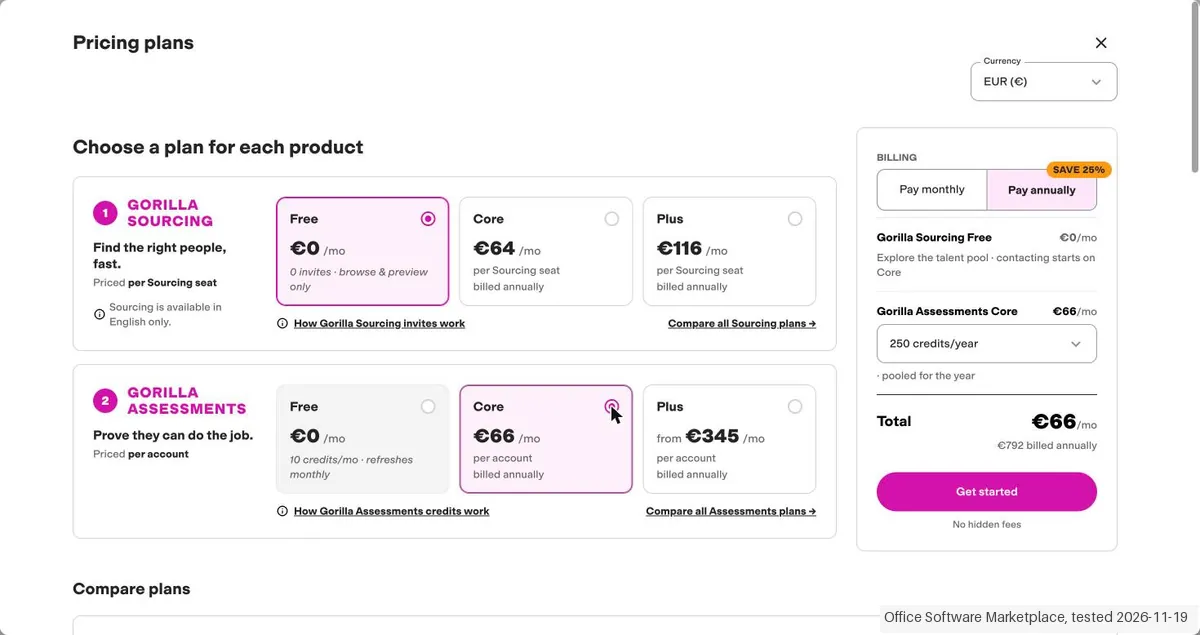 Pricing plans
Currency
EUR (€)
Choose a plan for each product
1
GORILLA
SOURCING
Find the right people,
fast.
Priced per Sourcing seat
Sourcing is available in
English only.
Free
€0 /mo
0 invites · browse & preview
only
Core
€64 /mo
per Sourcing seat
billed annually
Plus
€116 /mo
per Sourcing seat
billed annually
How Gorilla Sourcing invites work
Compare all Sourcing plans →
2
GORILLA
ASSESSMENTS
Prove they can do the job.
Priced per account
Free
€0 /mo
10 credits/mo · refreshes
monthly
Core
€66 /mo
per account
billed annually
Plus
from €345 /mo
per account
billed annually
How Gorilla Assessments credits work
Compare all Assessments plans →
BILLING
SAVE 25%
Pay monthly
Pay annually
Gorilla Sourcing Free €0/mo
Explore the talent pool · contacting starts on
Core
Gorilla Assessments Core €66/mo
250 credits/year
· pooled for the year
Total €66/mo
€792 billed annually
Get started
No hidden fees
Compare plans
Office Software Marketplace, tested 2026-11-19